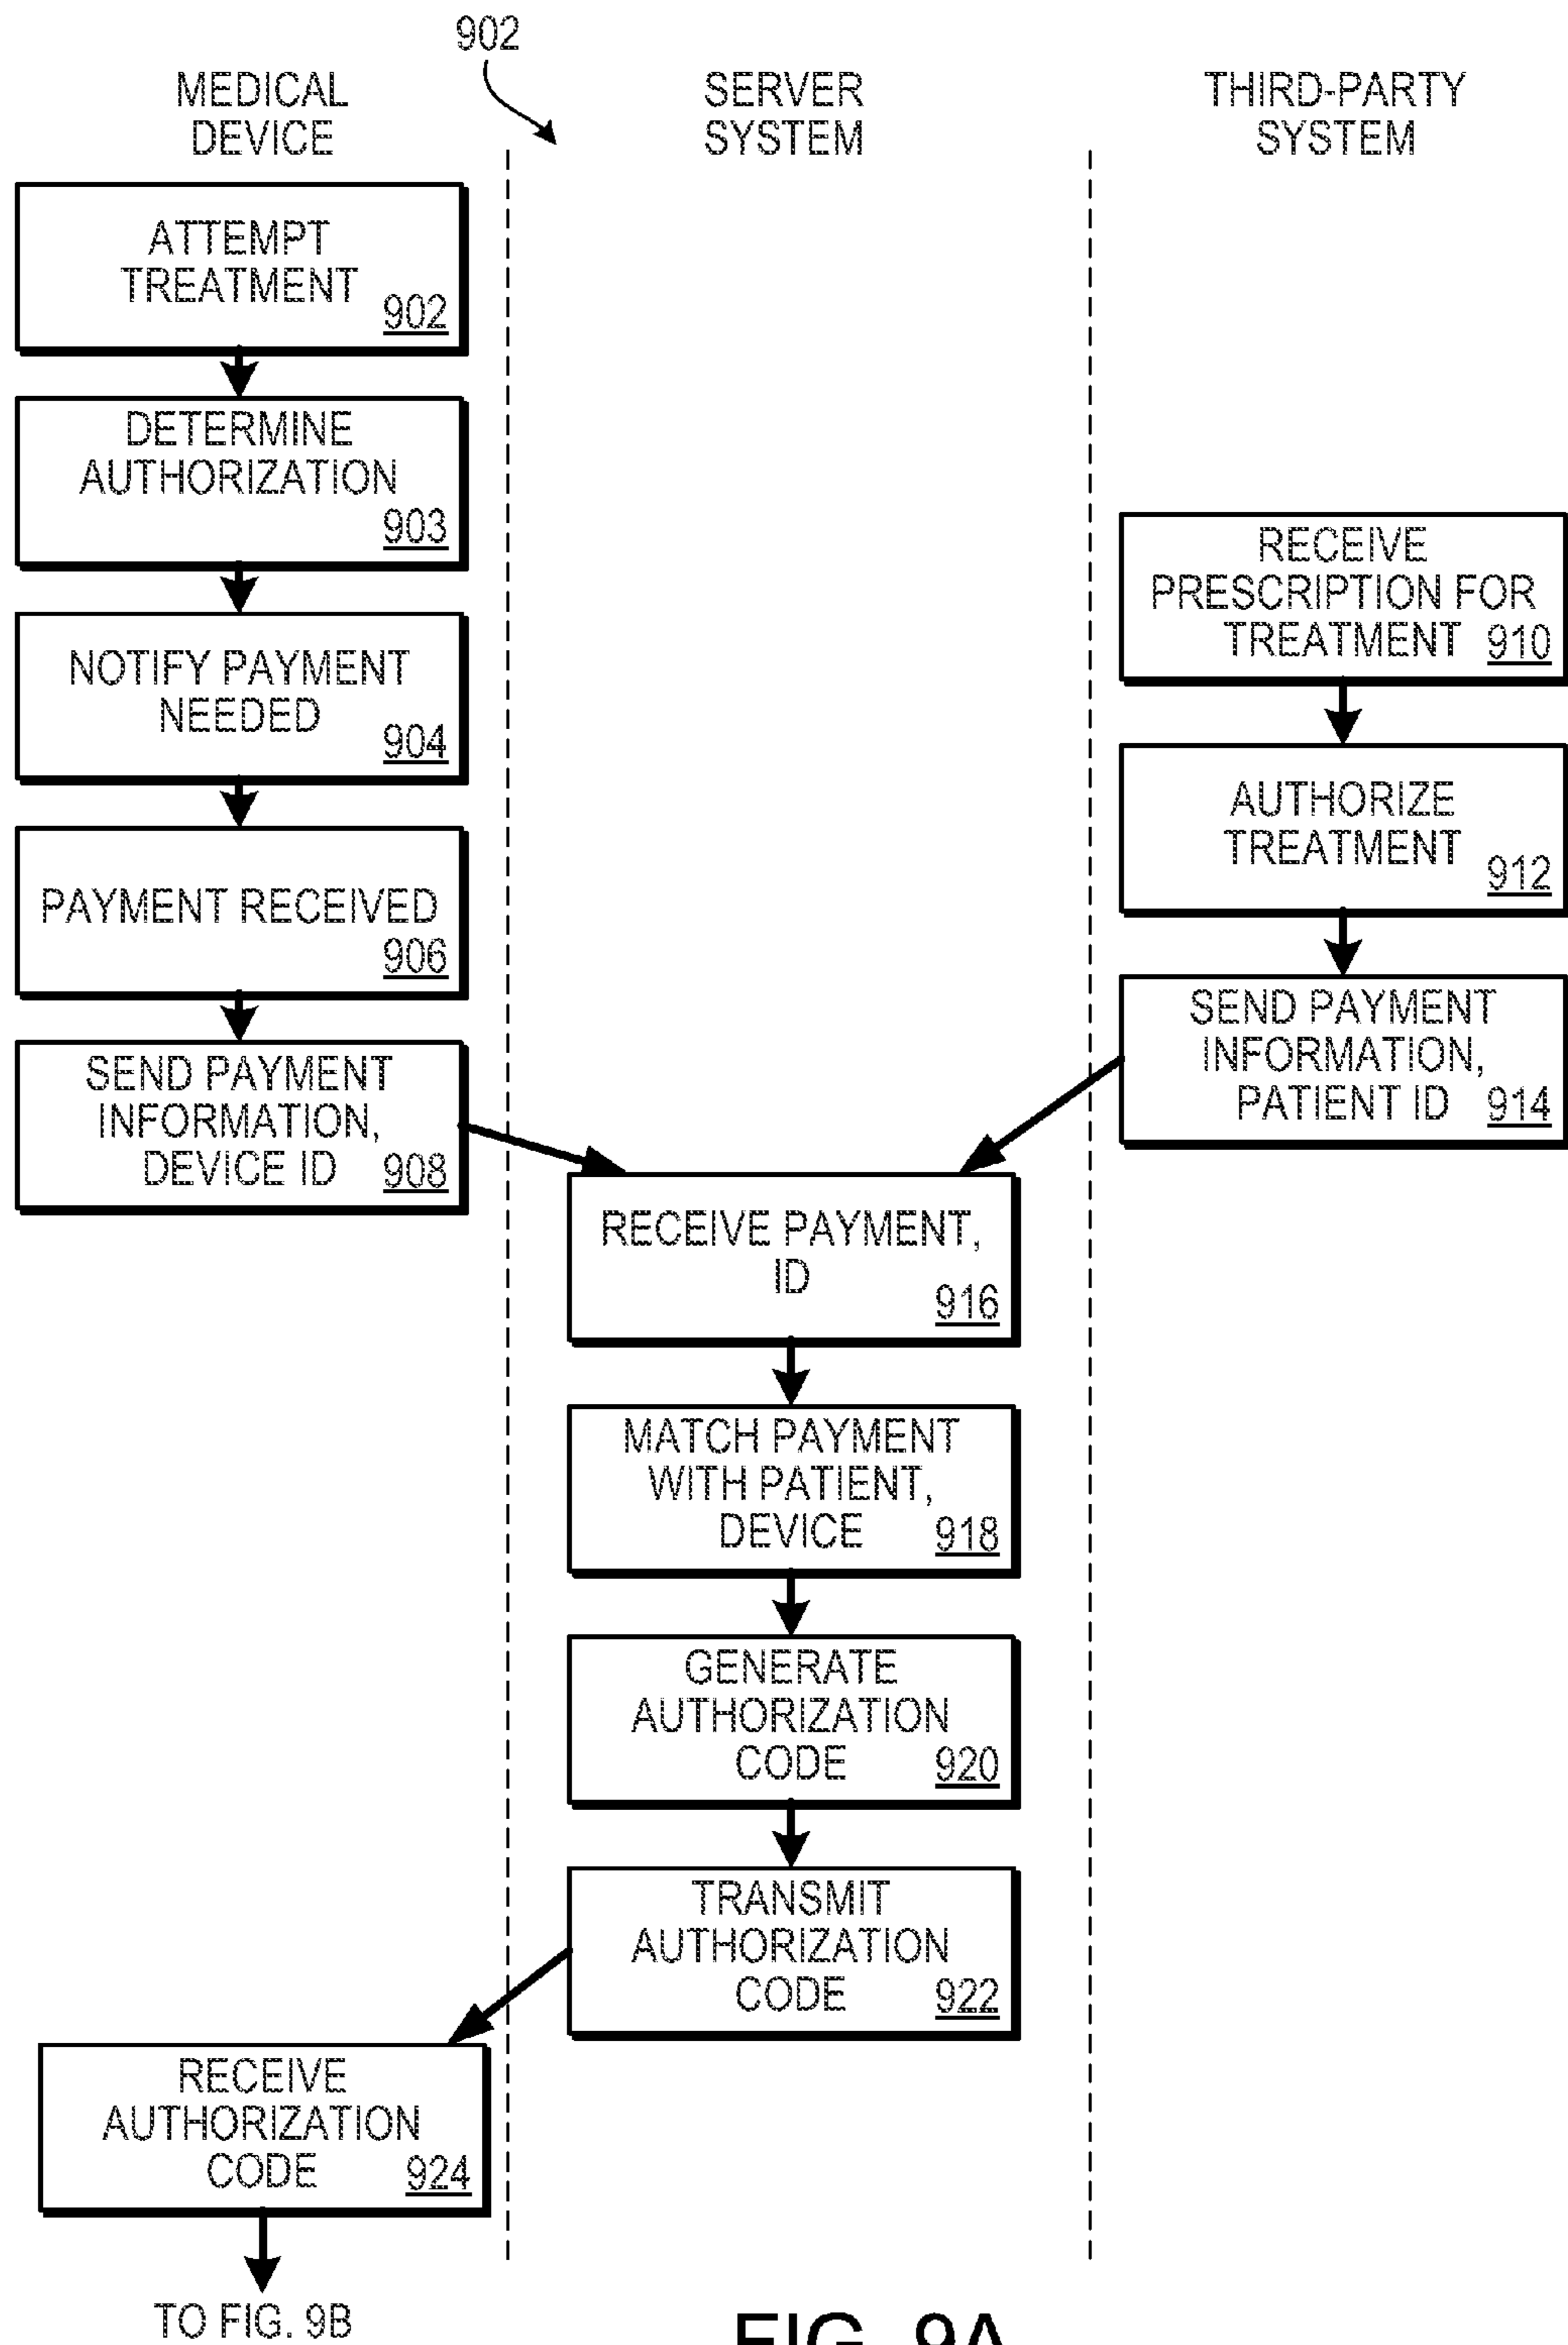 902
MEDICAL
DEVICE
SERVER
SYSTEM
THIRD-PARTY
SYSTEM
ATTEMPT
TREATMENT
902
DETERMINE
AUTHORIZATION
903
NOTIFY PAYMENT
NEEDED
904
PAYMENT RECEIVED
906
SEND PAYMENT
INFORMATION,
DEVICE ID 908
RECEIVE
PRESCRIPTION FOR
TREATMENT 910
AUTHORIZE
TREATMENT
912
SEND PAYMENT
INFORMATION,
PATIENT ID 914
RECEIVE PAYMENT,
ID
916
MATCH PAYMENT
WITH PATIENT,
DEVICE 918
GENERATE
AUTHORIZATION
CODE 920
TRANSMIT
AUTHORIZATION
CODE 922
RECEIVE
AUTHORIZATION
CODE 924
TO FIG. 9B
FIG. 9A